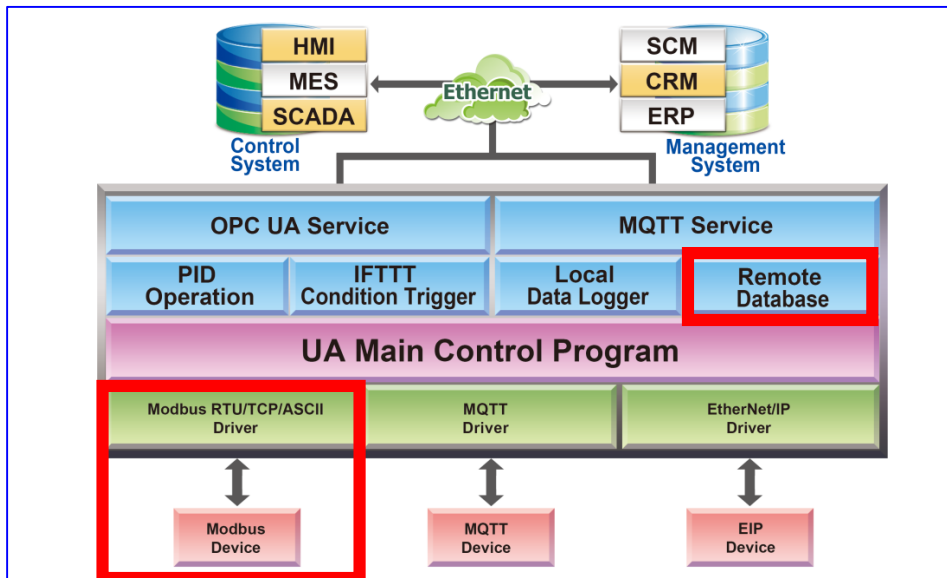 HMI
MES
SCADA
Control
System
Ethernet
SCM
CRM
ERP
Management
System
OPC UA Service
MQTT Service
PID
Operation
IFTTT
Condition Trigger
Local
Data Logger
Remote
Database
UA Main Control Program
Modbus RTU/TCP/ASCII
Driver
MQTT
Driver
EtherNet/IP
Driver
Modbus
Device
MQTT
Device
EIP
Device